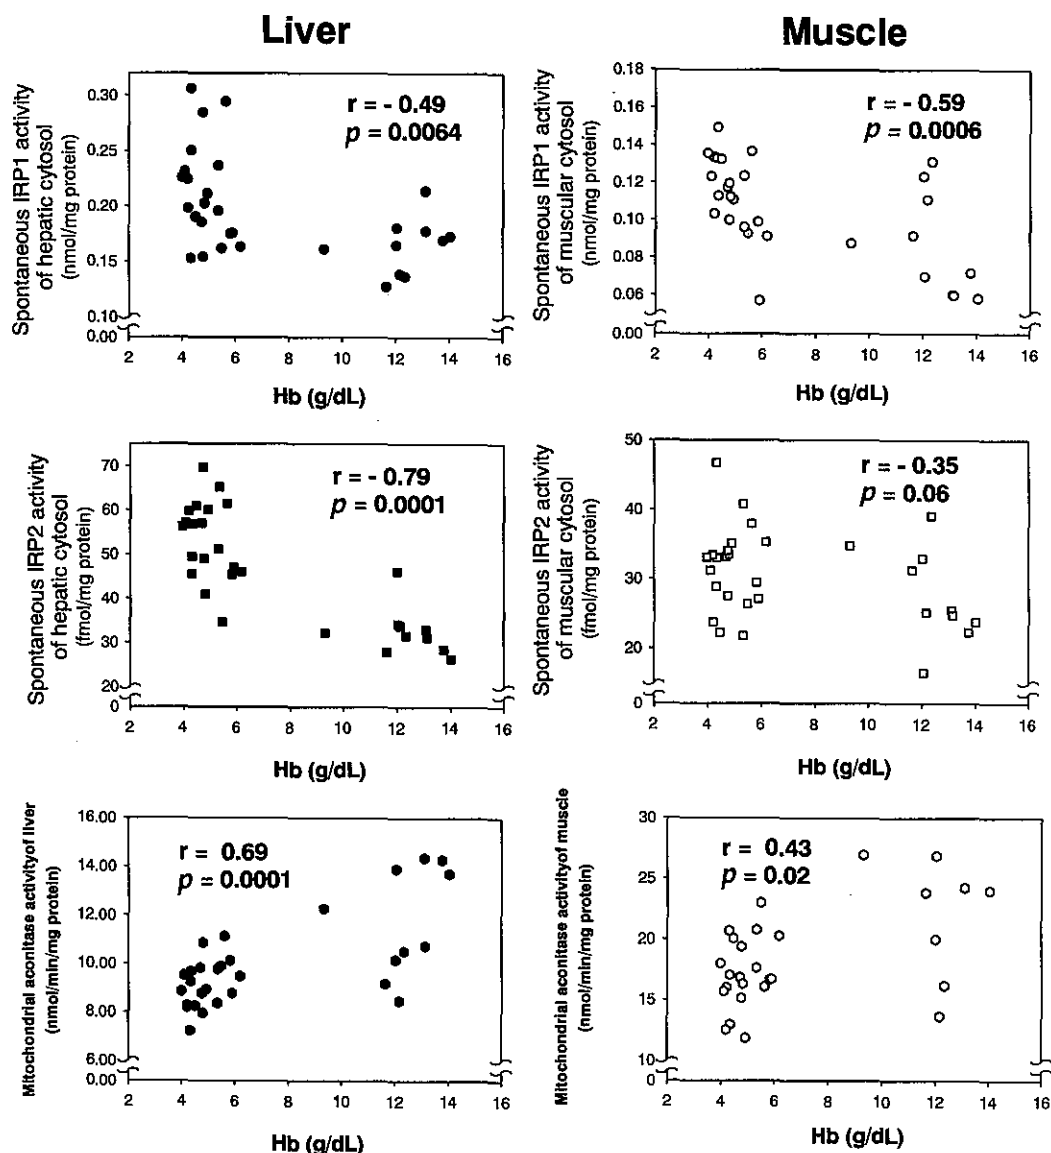 Liver
Muscle
Spontaneous IRP1 activity
of hepatic cytosol
(nmol/mg protein)
0.30
0.25
0.20
0.15
0.10
0.00
r = - 0.49
p = 0.0064
2 4 6 8 10 12 14 16
Hb (g/dL)
Spontaneous IRP1 activity
of muscular cytosol
(nmol/mg protein)
0.18
0.16
0.14
0.12
0.10
0.08
0.06
0.00
r = - 0.59
p = 0.0006
2 4 6 8 10 12 14 16
Hb (g/dL)
Spontaneous IRP2 activity
of hepatic cytosol
(fmol/mg protein)
70
60
50
40
30
20
0
r = - 0.79
p = 0.0001
2 4 6 8 10 12 14 16
Hb (g/dL)
Spontaneous IRP2 activity
of muscular cytosol
(fmol/mg protein)
50
40
30
20
0
r = - 0.35
p = 0.06
2 4 6 8 10 12 14 16
Hb (g/dL)
Mitochondrial aconitase activityof liver
(nmol/min/mg protein)
16.00
14.00
12.00
10.00
8.00
6.00
0.00
r = 0.69
p = 0.0001
2 4 6 8 10 12 14 16
Hb (g/dL)
Mitochondrial aconitase activityof muscle
(nmol/min/mg protein)
30
25
20
15
10
0
r = 0.43
p = 0.02
2 4 6 8 10 12 14 16
Hb (g/dL)